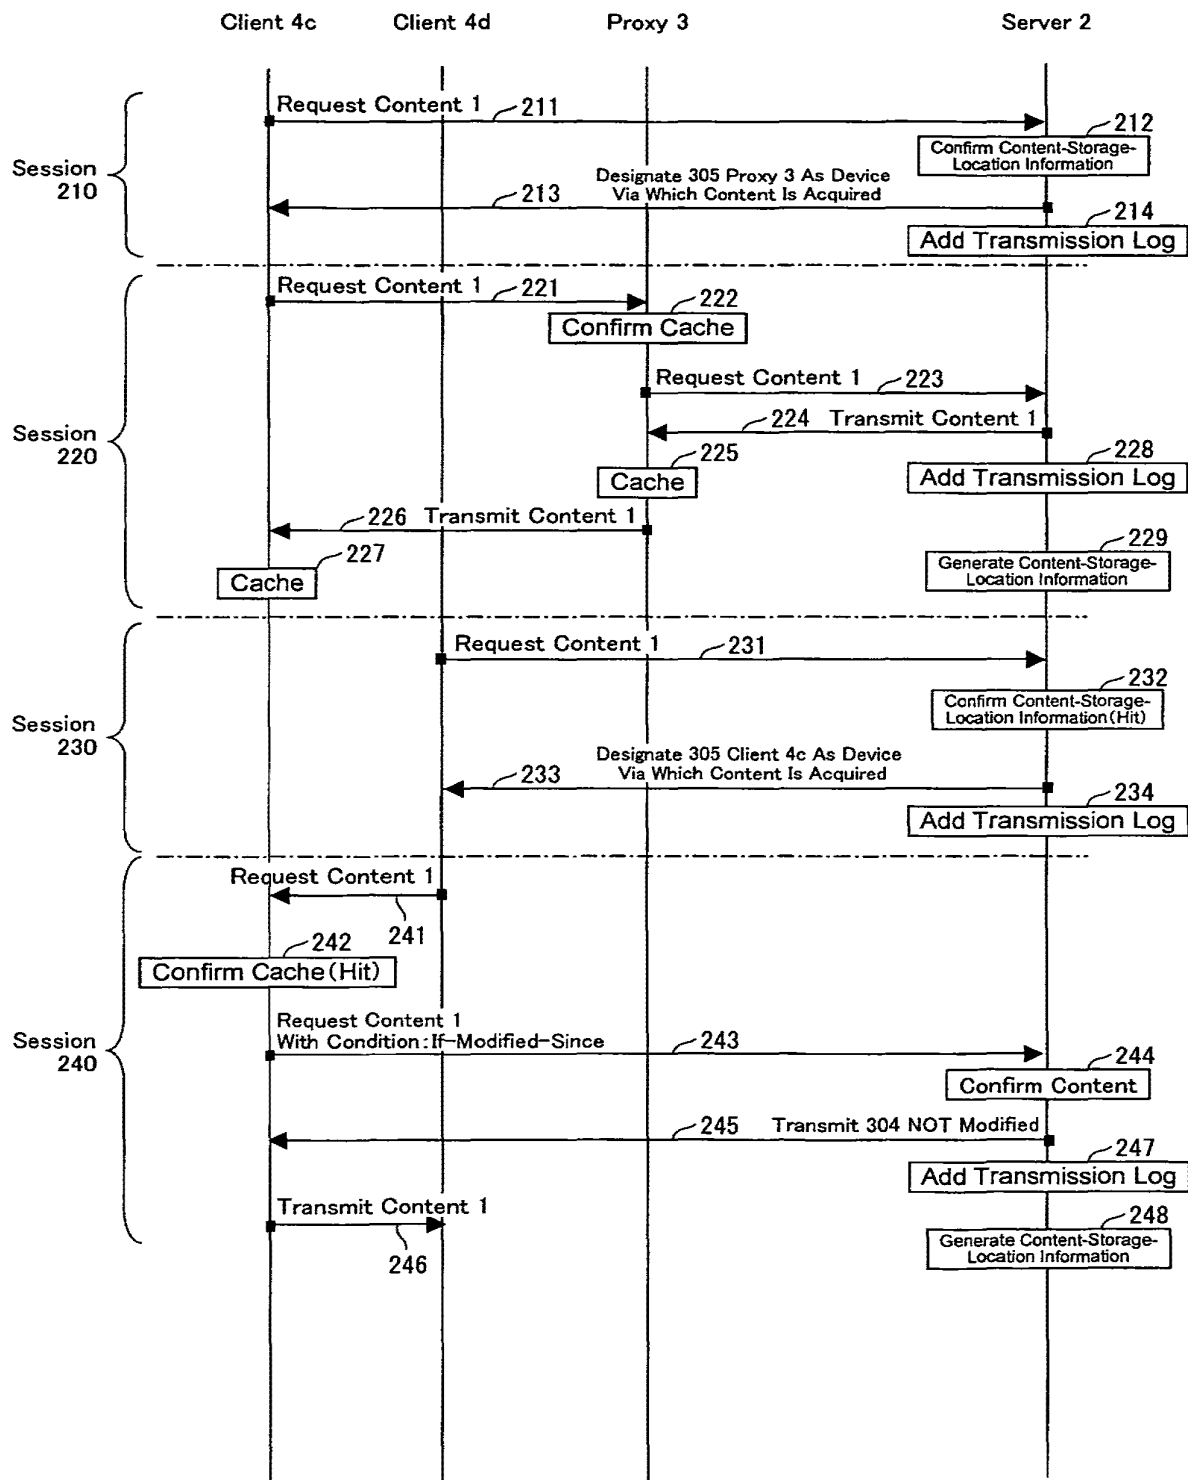 Client 4c
Client 4d
Proxy 3
Server 2
Session
210
Request Content 1
211
212
Confirm Content-Storage-
Location Information
Designate 305 Proxy 3 As Device
Via Which Content Is Acquired
213
214
Add Transmission Log
Session
220
Request Content 1
221
222
Confirm Cache
Request Content 1
223
224
Transmit Content 1
225
Cache
228
Add Transmission Log
226
Transmit Content 1
227
Cache
229
Generate Content-Storage-
Location Information
Session
230
Request Content 1
231
232
Confirm Content-Storage-
Location Information(Hit)
Designate 305 Client 4c As Device
Via Which Content Is Acquired
233
234
Add Transmission Log
Session
240
Request Content 1
241
242
Confirm Cache(Hit)
Request Content 1
With Condition:If-Modified-Since
243
244
Confirm Content
245
Transmit 304 NOT Modified
247
Add Transmission Log
Transmit Content 1
246
248
Generate Content-Storage-
Location Information